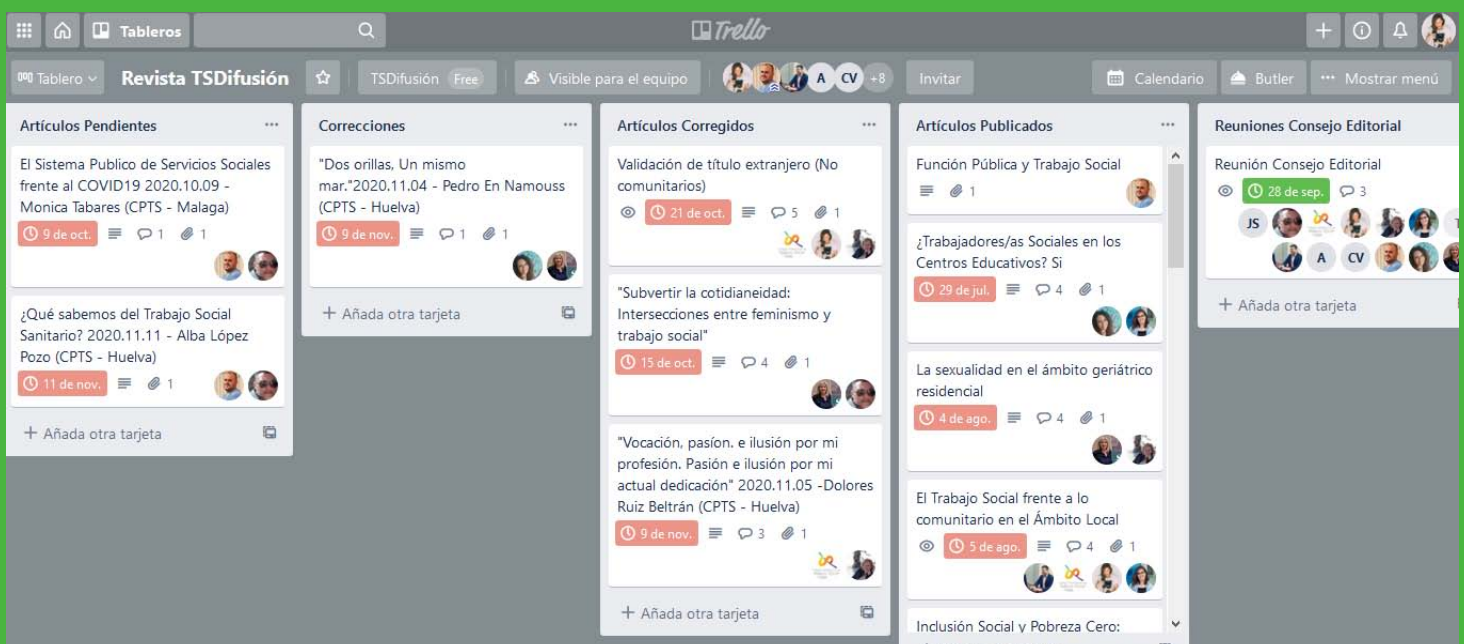 Tableros
Trello
Tablero
Revista TSDifusión
TSDifusión Free
Visible para el equipo
A CV +8
Invitar
Calendario
Butler
Mostrar menú
Artículos Pendientes
El Sistema Publico de Servicios Sociales
frente al COVID19 2020.10.09 -
Monica Tabares (CPTS - Malaga)
9 de oct. 1 1
¿Qué sabemos del Trabajo Social
Sanitario? 2020.11.11 - Alba López
Pozo (CPTS - Huelva)
11 de nov. 1
+ Añada otra tarjeta
Correcciones
"Dos orillas, Un mismo
mar."2020.11.04 - Pedro En Namouss
(CPTS - Huelva)
9 de nov. 1 1
+ Añada otra tarjeta
Artículos Corregidos
Validación de título extranjero (No
comunitarios)
21 de oct. 5 1
"Subvertir la cotidianeidad:
Intersecciones entre feminismo y
trabajo social"
15 de oct. 4 1
"Vocación, pasíon. e ilusión por mi
profesión. Pasión e ilusión por mi
actual dedicación" 2020.11.05 -Dolores
Ruiz Beltrán (CPTS - Huelva)
9 de nov. 3 1
+ Añada otra tarjeta
Artículos Publicados
Función Pública y Trabajo Social
1
¿Trabajadores/as Sociales en los
Centros Educativos? Si
29 de jul. 4 1
La sexualidad en el ámbito geriátrico
residencial
4 de ago. 4 1
El Trabajo Social frente a lo
comunitario en el Ámbito Local
5 de ago. 4 1
Inclusión Social y Pobreza Cero:
Reuniones Consejo Editorial
Reunión Consejo Editorial
28 de sep. 3
JS
A CV
+ Añada otra tarjeta